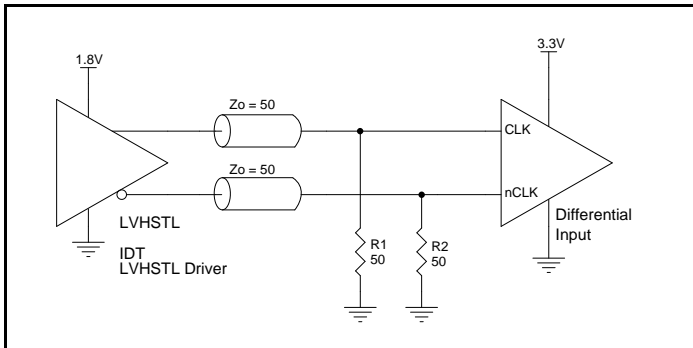 1.8V
3.3V
Zo = 50
CLK
Zo = 50
nCLK
LVHSTL
IDT
LVHSTL Driver
R1
50
R2
50
Differential
Input